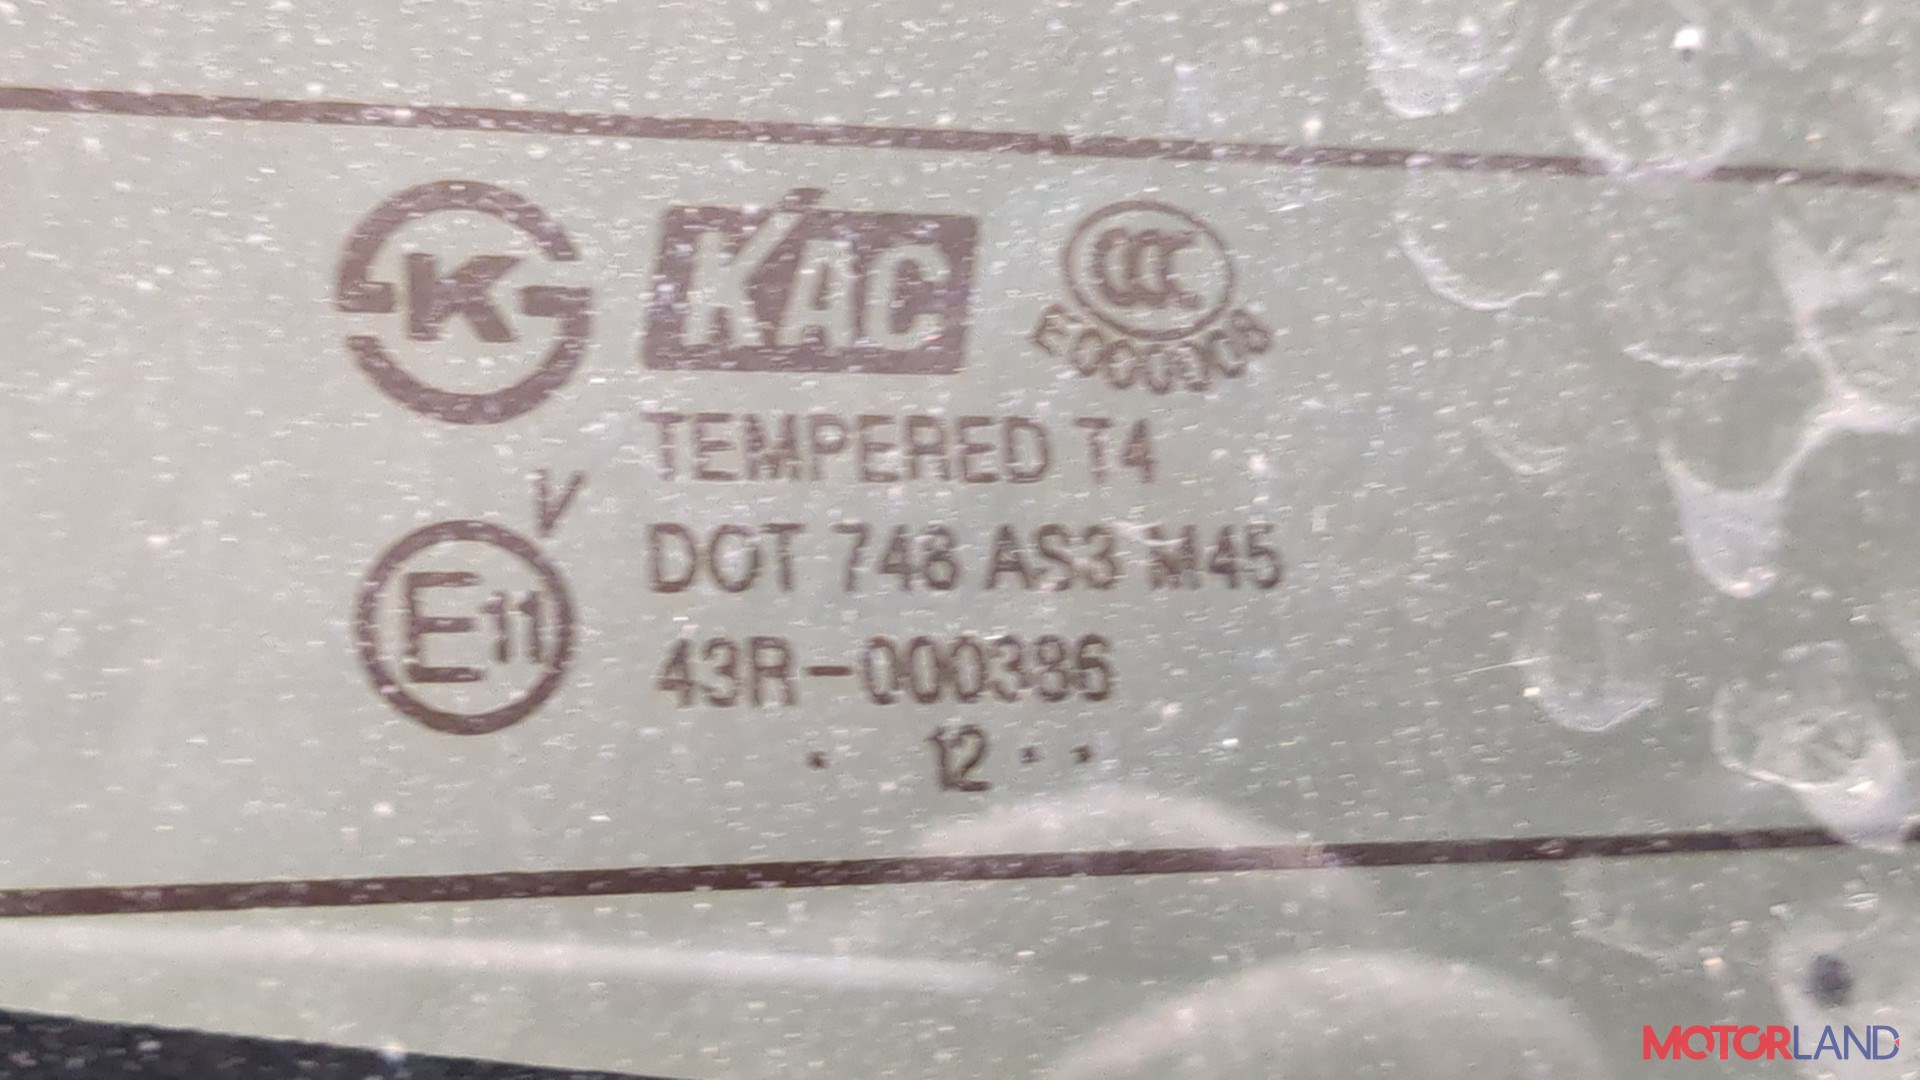 K
KAC
CCC
E000008
TEMPERED T4
V
E11
DOT 748 AS3 M45
43R-000386
. 12 . .
MOTORLAND